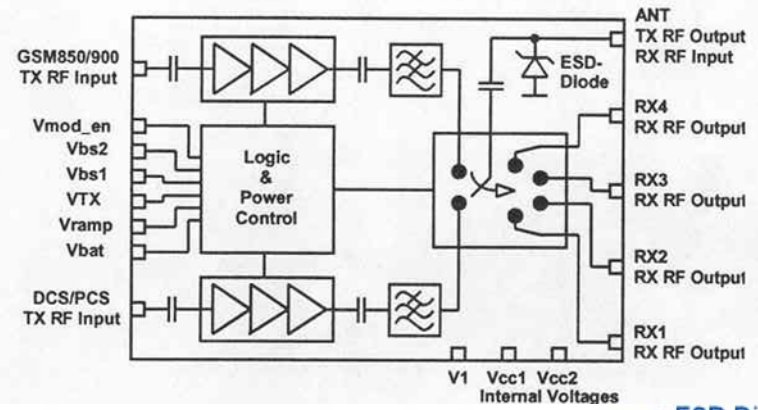 ANT
TX RF Output
RX RF Input
GSM850/900
TX RF Input
ESD-
Diode
RX4
RX RF Output
Vmod_en
Vbs2
Vbs1
VTX
Vramp
Vbat
Logic
&
Power
Control
RX3
RX RF Output
RX2
RX RF Output
DCS/PCS
TX RF Input
RX1
RX RF Output
V1 Vcc1 Vcc2
Internal Voltages